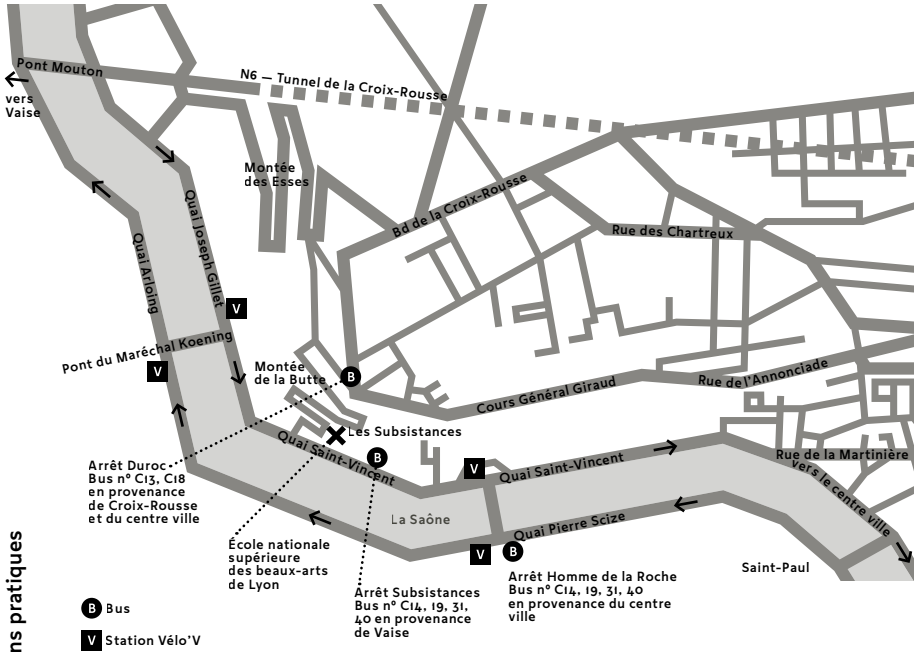 Pont Mouton
N6 — Tunnel de la Croix-Rousse
vers
Vaise
Montée
des Esses
Bd de la Croix-Rousse
Rue des Chartreux
Quai Joseph Gillet
Quai Arloing
V
Pont du Maréchal Koening
V
Montée
de la Butte
B
Cours Général Giraud
Rue de l'Annonciade
Les Subsistances
Quai Saint-Vincent
B
V
Quai Saint-Vincent
Rue de la Martinière
vers le centre ville
Arrêt Duroc
Bus nº C13, C18
en provenance
de Croix-Rousse
et du centre ville
La Saône
Quai Pierre Scize
École nationale
supérieure
des beaux-arts
de Lyon
V
B
Saint-Paul
Arrêt Subsistances
Bus nº C14, 19, 31,
40 en provenance
de Vaise
Arrêt Homme de la Roche
Bus nº C14, 19, 31, 40
en provenance du centre
ville
B Bus
V Station Vélo'V
ns pratiques